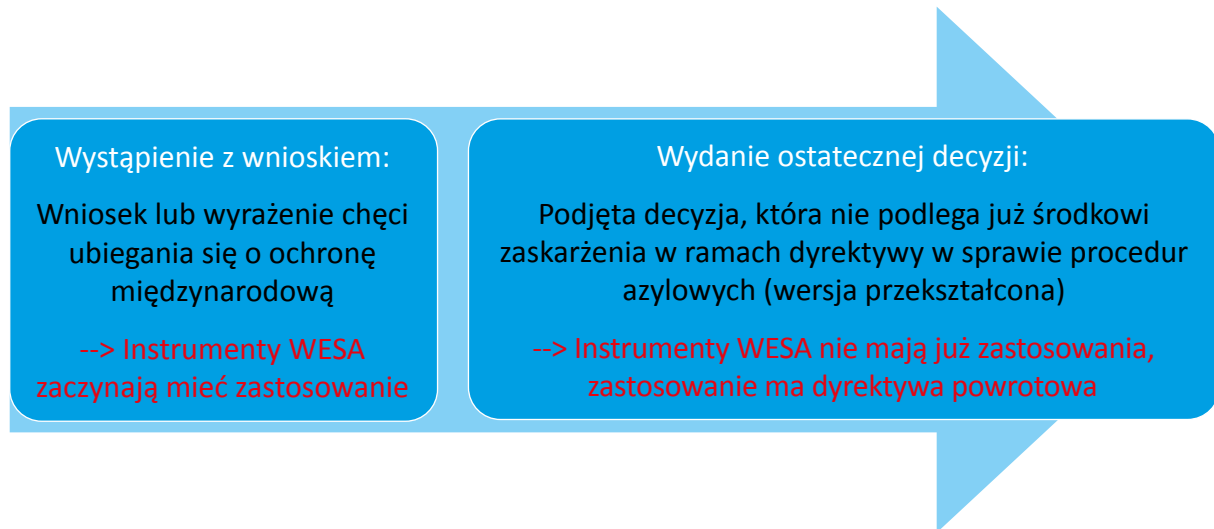 Wystąpienie z wnioskiem:
Wniosek lub wyrażenie chęci
ubiegania się o ochronę
międzynarodową
--> Instrumenty WESA
zaczynają mieć zastosowanie
Wydanie ostatecznej decyzji:
Podjęta decyzja, która nie podlega już środkowi
zaskarżenia w ramach dyrektywy w sprawie procedur
azylowych (wersja przekształcona)
--> Instrumenty WESA nie mają już zastosowania,
zastosowanie ma dyrektywa powrotowa